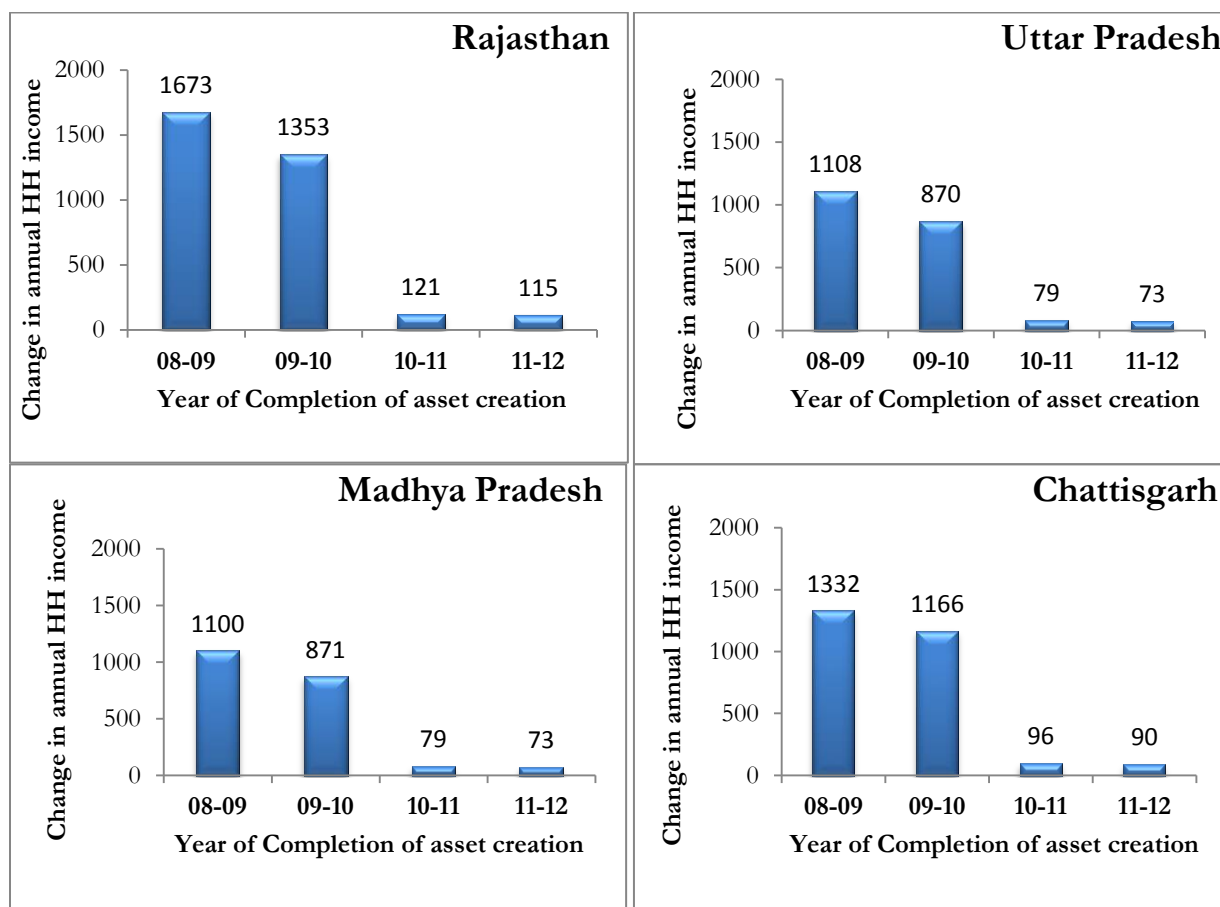 Rajasthan
Change in annual HH income
2000
1500
1000
500
0
1673
1353
121
115
08-09 09-10 10-11 11-12
Year of Completion of asset creation
Uttar Pradesh
Change in annual HH income
2000
1500
1000
500
0
1108
870
79
73
08-09 09-10 10-11 11-12
Year of Completion of asset creation
Madhya Pradesh
Change in annual HH income
2000
1500
1000
500
0
1100
871
79
73
08-09 09-10 10-11 11-12
Year of Completion of asset creation
Chattisgarh
Change in annual HH income
2000
1500
1000
500
0
1332
1166
96
90
08-09 09-10 10-11 11-12
Year of Completion of asset creation